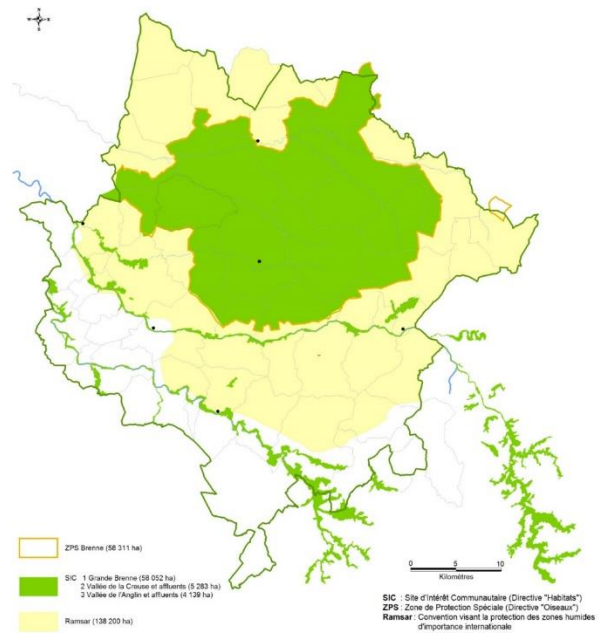 N
S
ZPS Brenne (58 311 ha)
SIC 1 Grande Brenne (58 052 ha)
2 Vallée de la Creuse et affluents (5 283 ha)
3 Vallée de l'Anglin et affluents (4 139 ha)
Ramsar (138 200 ha)
0 5 10
Kilomètres
SIC : Site d'Intérêt Communautaire (Directive "Habitats")
ZPS : Zone de Protection Spéciale (Directive "Oiseaux")
Ramsar : Convention visant la protection des zones humides
d'importance internationale